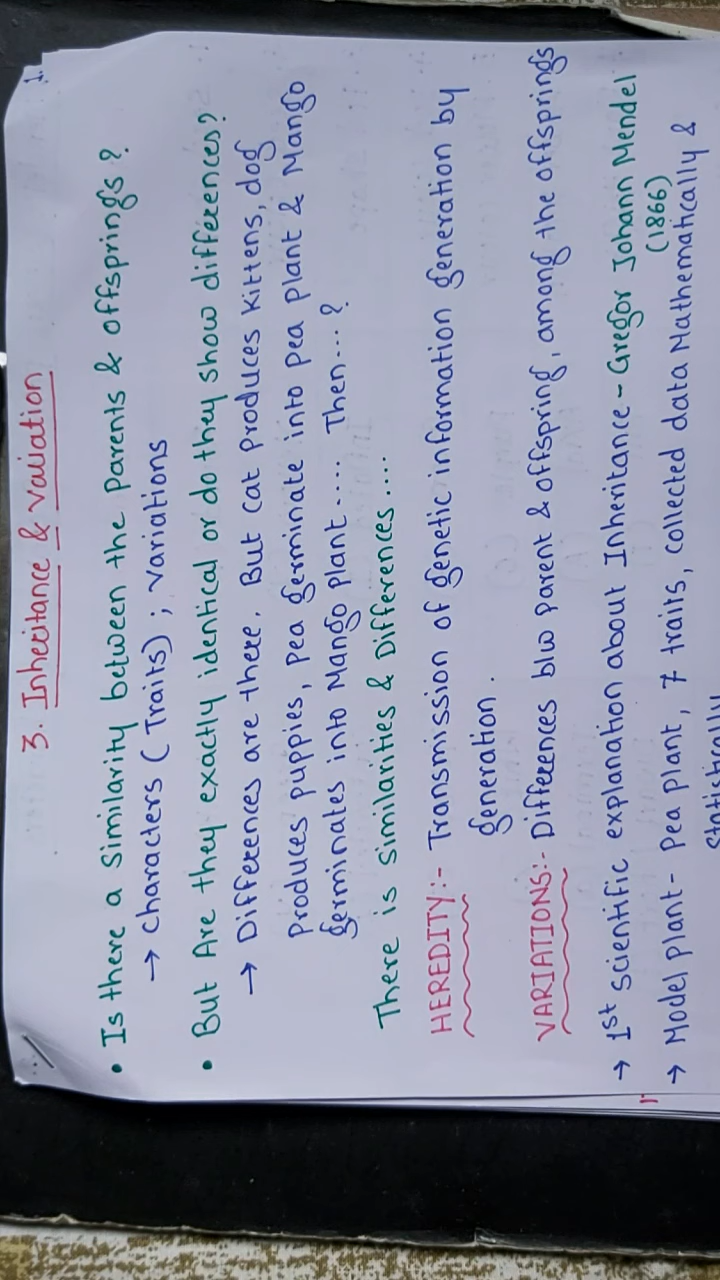 1.
3. Inheritance & Variation
• Is there a similarity between the Parents & offsprings?
→ Characters (Traits) ; variations
• But Are they exactly identical or do they show differences?
→ Differences are there. But Cat Produces Kittens, dog
Produces puppies, Pea germinate into Pea plant & Mango
germinates into Mango plant ..... Then...?
There is similarities & Differences....
HEREDITY:- Transmission of genetic information generation by
generation.
VARIATIONS:- Differences b/w parent & offspring, among the offsprings
→ 1st scientific explanation about Inheritance - Gregor Johann Mendel
(1866)
→ Model plant - Pea plant, 7 traits, collected data Mathematically &
Statistically